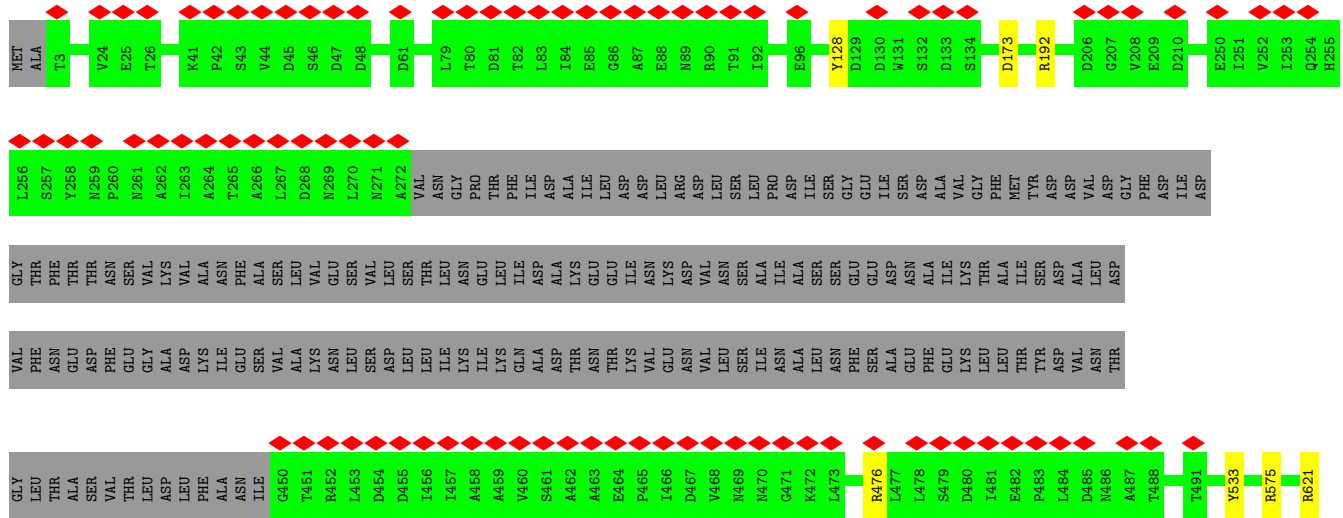 MET ALA T3 V24 E25 T26 K41 P42 S43 V44 D45 S46 D47 D48 D61 L79 T80 D81 T82 L83 I84 E85 G86 A87 E88 N89 R90 T91 I92 E96 Y128 D129 D130 W131 S132 D133 S134 D173 R192 D206 G207 V208 E209 D210 E250 I251 V252 I253 Q254 H255
L256 S257 Y258 N259 P260 N261 A262 I263 A264 T265 A266 L267 D268 N269 L270 N271 A272 VAL ASN GLY PRO THR PHE ILE ASP ALA ILE LEU ASP ASP LEU ARG ASP LEU SER LEU PRO ASP ILE SER GLY GLU ILE SER ASP ALA VAL GLY PHE MET TYR ASP ASP VAL ASP GLY PHE ASP ILE ASP
GLY THR PHE THR THR ASN SER VAL LYS VAL ALA ASN PHE ALA SER LEU VAL GLU SER VAL LEU SER THR LEU ASN GLU LEU ILE ASP ALA LYS GLU GLU ILE ASN LYS ASP VAL ASN SER ALA ILE ALA SER SER GLU GLU ASP ASN ALA ILE LYS THR ALA ILE SER ASP ALA LEU ASP
VAL PHE ASN GLU ASP PHE GLU GLY ALA ASP LYS ILE GLU SER VAL ALA LYS ASN LEU SER ASP LEU LEU ILE LYS ILE LYS GLN ALA ASP THR ASN THR LYS VAL GLU ASN VAL LEU SER ILE ASN ALA LEU ASN PHE SER ALA GLU PHE GLU LYS LEU LEU THR TYR ASP VAL ASN THR
GLY LEU THR ALA SER VAL THR LEU ASP LEU PHE ALA ASN ILE G450 T451 R452 L453 D454 D455 I456 I457 A458 A459 V460 S461 A462 A463 E464 P465 I466 D467 V468 N469 N470 G471 K472 L473 R476 L477 L478 S479 D480 I481 E482 P483 L484 D485 N486 A487 T488 T491 Y533 R575 R621